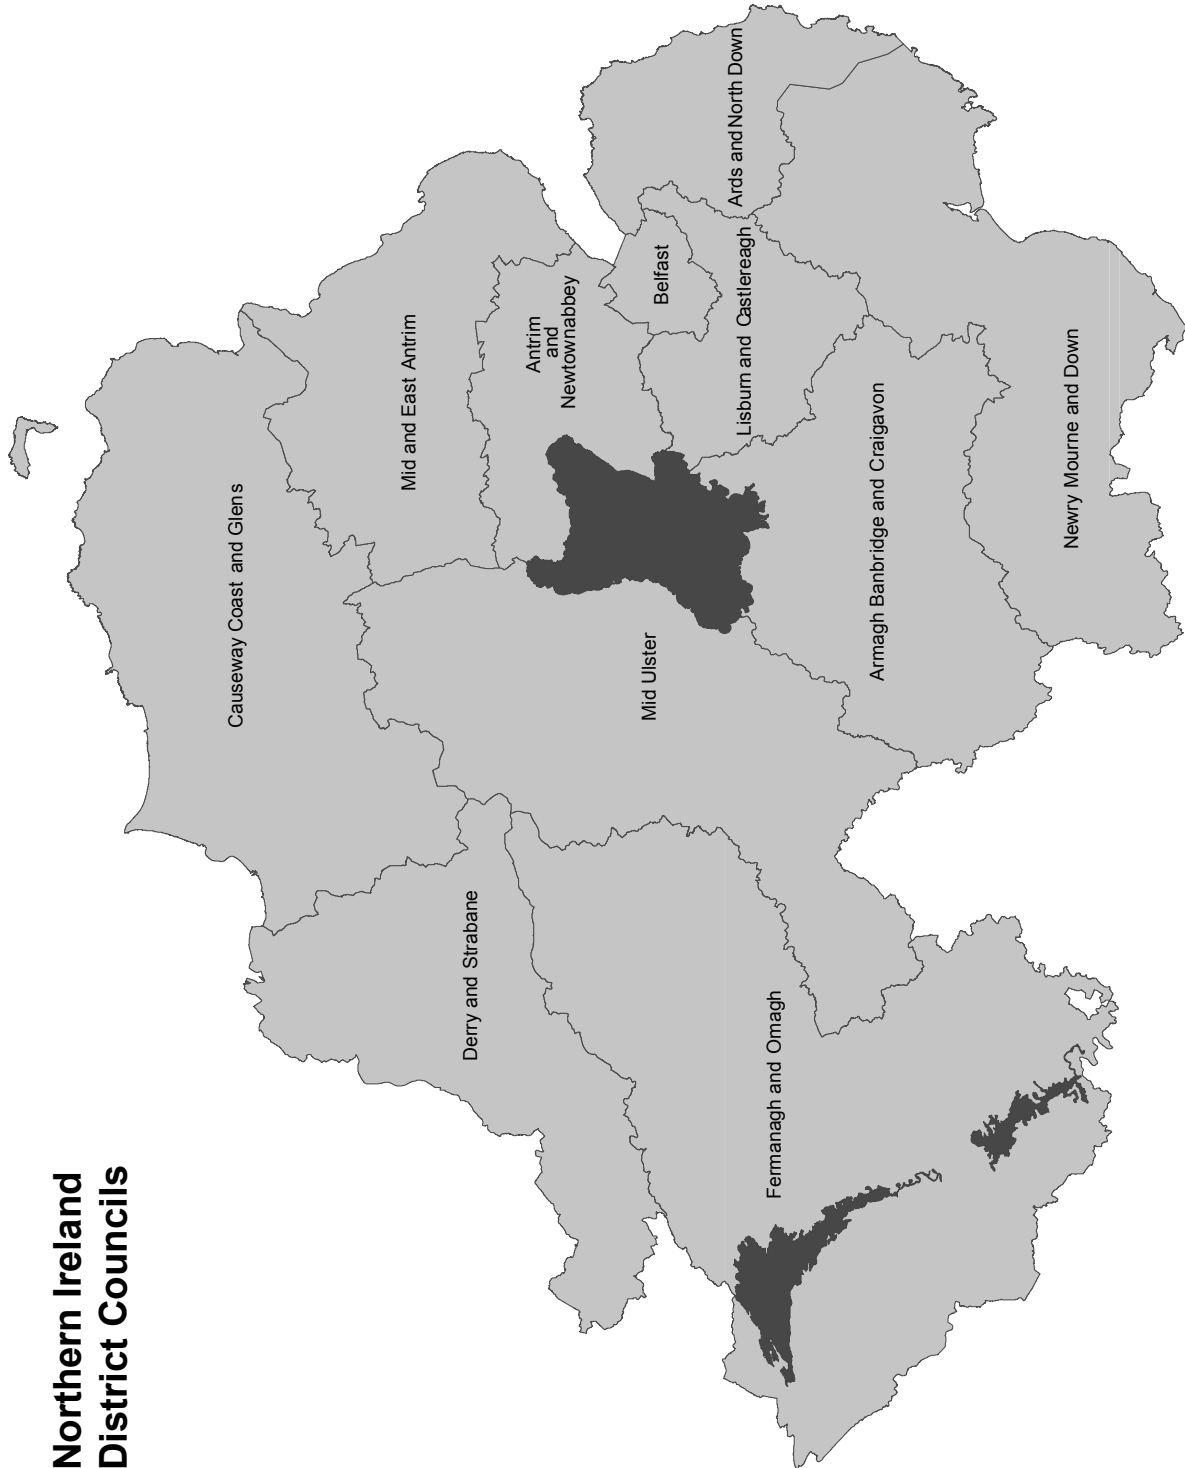 Northern Ireland
District Councils
Causeway Coast and Glens
Mid and East Antrim
Derry and Strabane
Antrim
and
Newtownabbey
Mid Ulster
Belfast
Ards and North Down
Lisburn and Castlereagh
Fermanagh and Omagh
Armagh Banbridge and Craigavon
Newry Mourne and Down